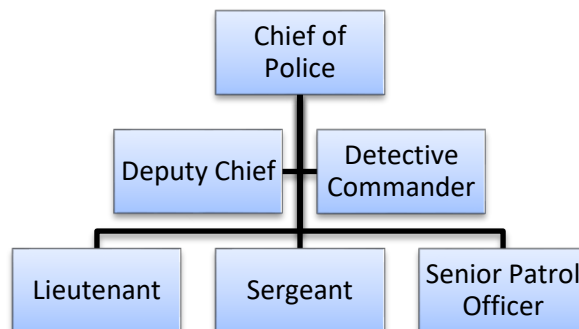 Chief of
Police
Deputy Chief
Detective
Commander
Lieutenant
Sergeant
Senior Patrol
Officer